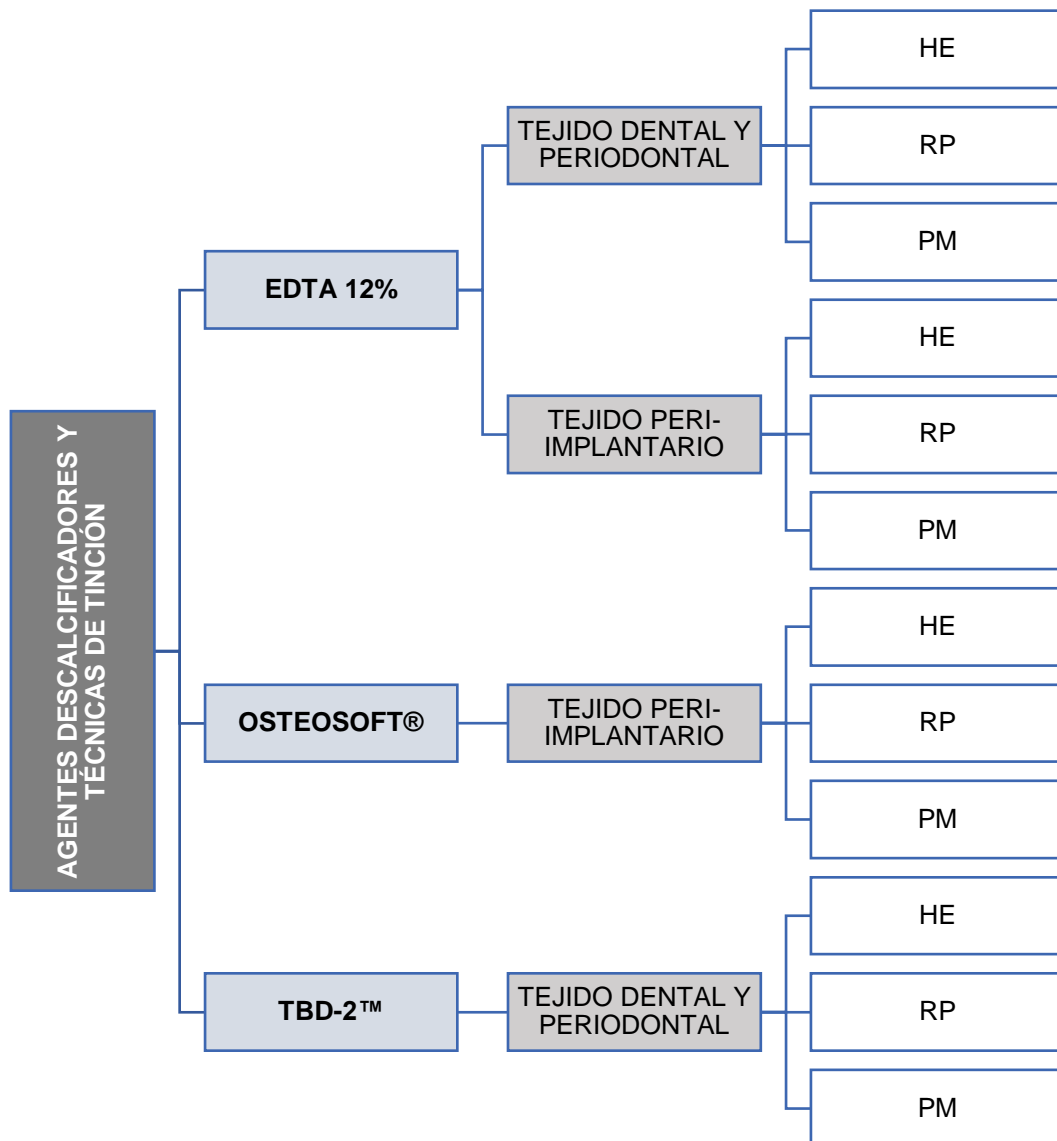 AGENTES DESCALCIFICADORES Y
TÉCNICAS DE TINCIÓN
EDTA 12%
TEJIDO DENTAL Y
PERIODONTAL
HE
RP
PM
TEJIDO PERI-
IMPLANTARIO
HE
RP
PM
OSTEOSOFT®
TEJIDO PERI-
IMPLANTARIO
HE
RP
PM
TBD-2™
TEJIDO DENTAL Y
PERIODONTAL
HE
RP
PM